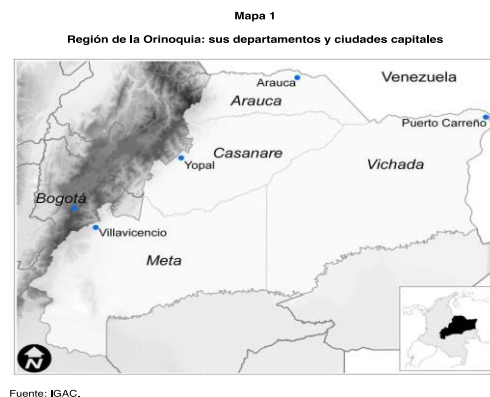 Mapa 1
Región de la Orinoquia: sus departamentos y ciudades capitales
Venezuela
Arauca
Arauca
Puerto Carreño
Casanare
Yopal
Vichada
Bogotá
Villavicencio
Meta
N
Fuente: IGAC.